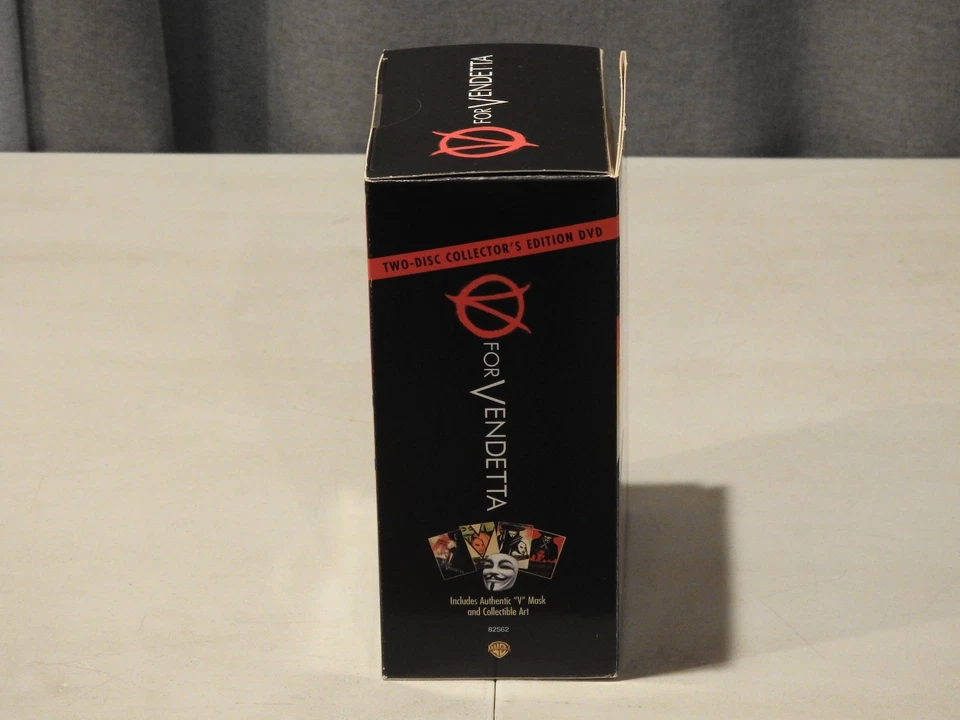 V FOR VENDETTA
TWO-DISC COLLECTOR'S EDITION DVD
V FOR VENDETTA
Includes Authentic "V" Mask
and Collectible Art
82562